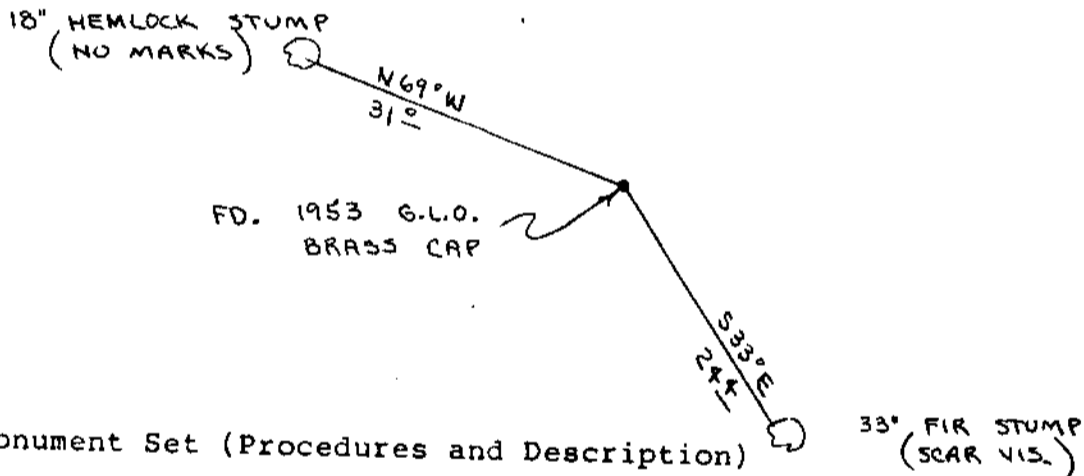 18" HEMLOCK STUMP
(NO MARKS)
N69°W
31º
FD. 1953 G.L.O.
BRASS CAP
S33°E
onument Set (Procedures and Description)
33" FIR STUMP
(SCAR VIS.)